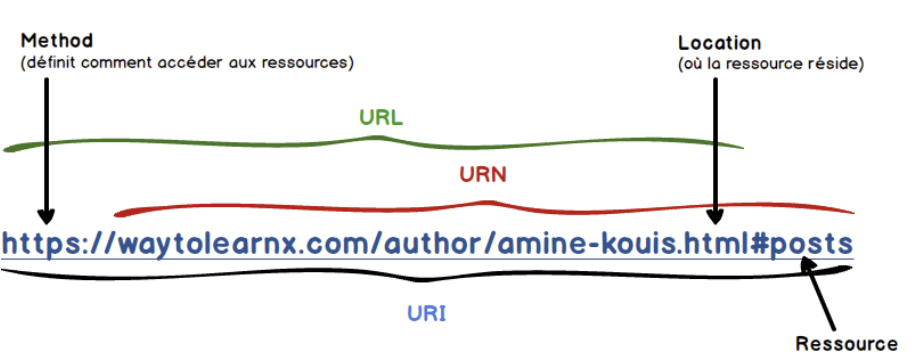 Method
(définit comment accéder aux ressources)
Location
(où la ressource réside)
URL
URN
https://waytolearnx.com/author/amine-kouis.html#posts
URI
Ressource